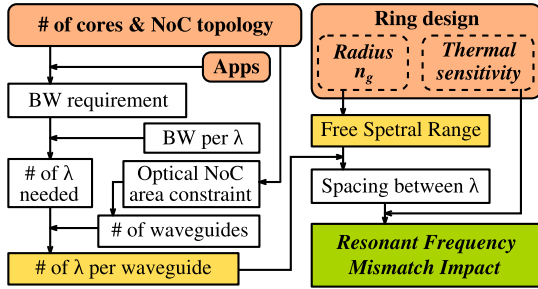 # of cores & NoC topology
Apps
BW requirement
BW per λ
# of λ
needed
Optical NoC
area constraint
# of waveguides
# of λ per waveguide
Ring design
Radius
n_g
Thermal
sensitivity
Free Spetral Range
Spacing between λ
Resonant Frequency
Mismatch Impact